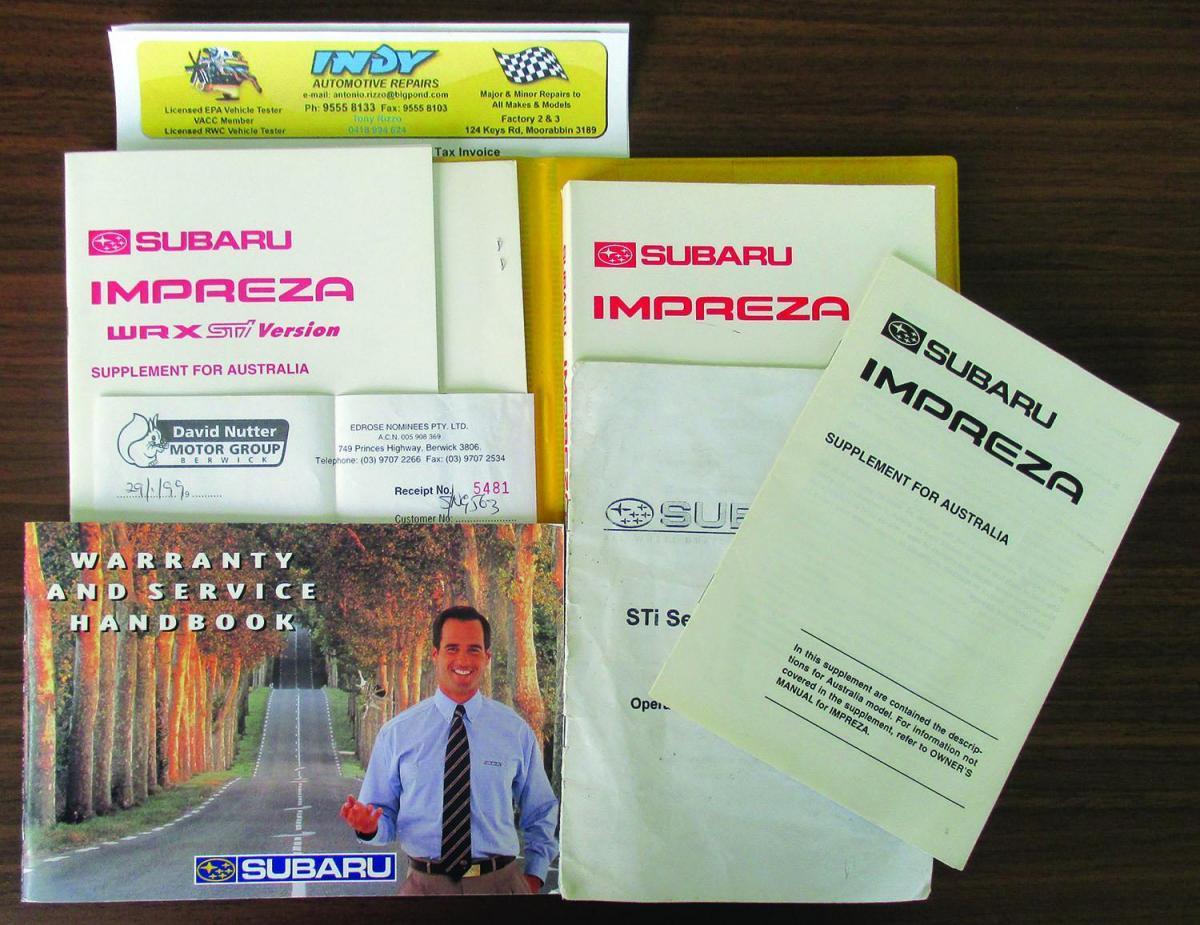 INDY
AUTOMOTIVE REPAIRS
e-mail: antonio.rizzo@bigpond.com
Ph: 9555 8133 Fax: 9555 8103
Tony Rizzo
0418 994 624
Licensed EPA Vehicle Tester
VACC Member
Licensed RWC Vehicle Tester
Major & Minor Repairs to
All Makes & Models
Factory 2 & 3
124 Keys Rd, Moorabbin 3189
Tax Invoice
SUBARU
IMPREZA
WRX STi Version
SUPPLEMENT FOR AUSTRALIA
David Nutter
MOTOR GROUP
BERWICK
EDROSE NOMINEES PTY. LTD.
A.C.N. 005 908 369
749 Princes Highway, Berwick 3806.
Telephone: (03) 9707 2266 Fax: (03) 9707 2534
Receipt No. 5481
Customer No:
WARRANTY
AND SERVICE
HANDBOOK
SUBARU
SUBARU
IMPREZA
SUB
STi Se
Opera
SUBARU
IMPREZA
SUPPLEMENT FOR AUSTRALIA
In this supplement are contained the descrip-
tions for Australia model. For information not
covered in the supplement, refer to OWNER'S
MANUAL for IMPREZA.